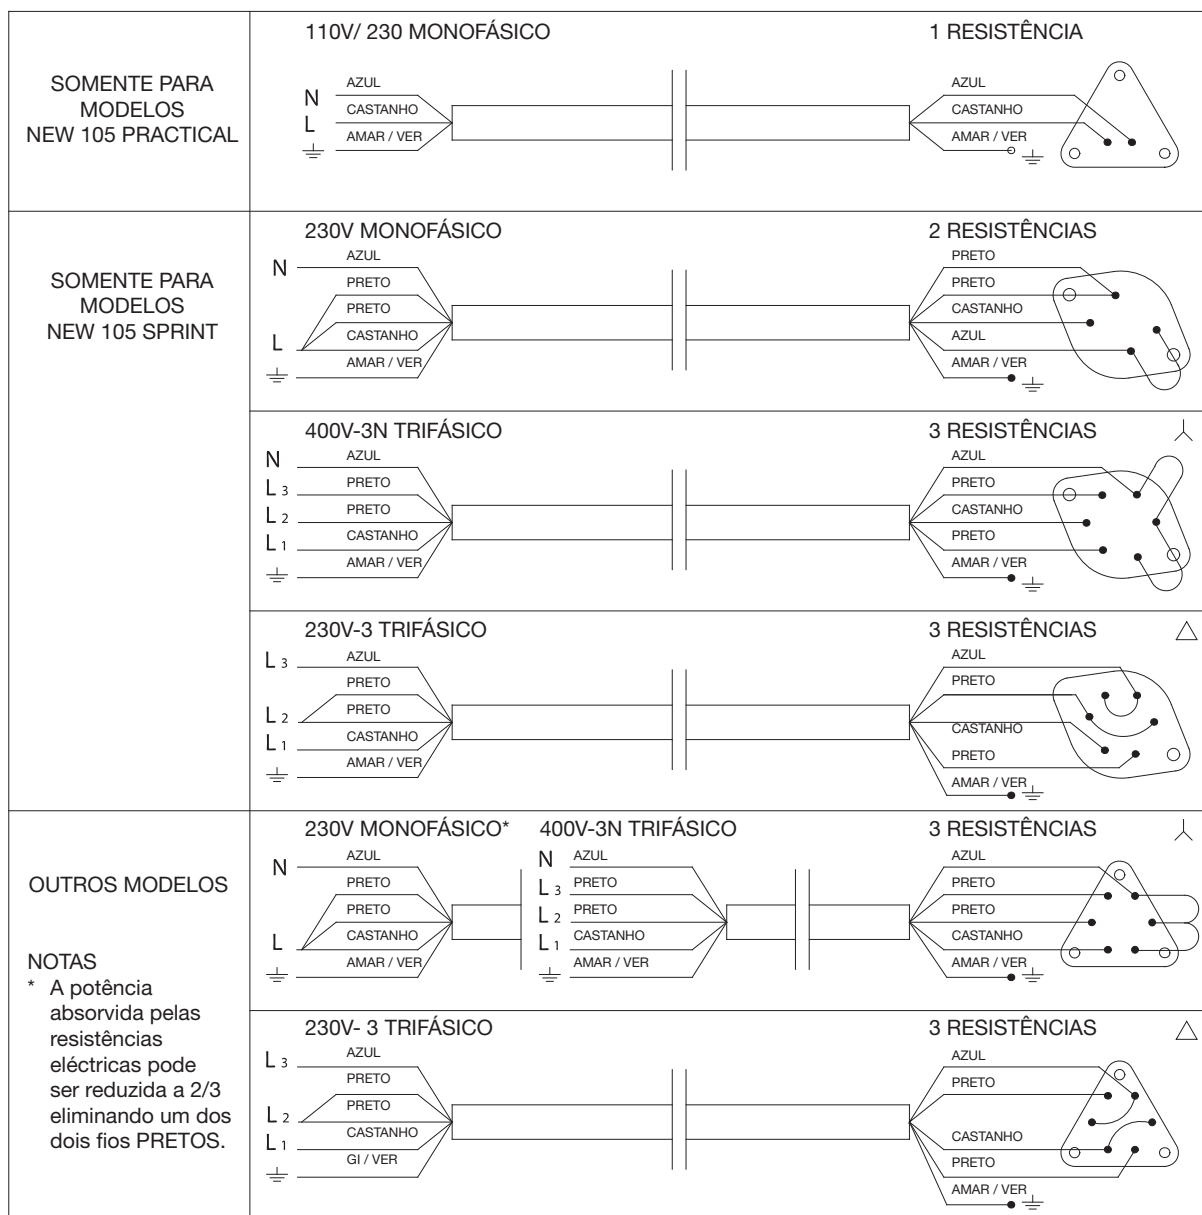 SOMENTE PARA
MODELOS
NEW 105 PRACTICAL
110V/ 230 MONOFÁSICO
1 RESISTÊNCIA
N
L
AZUL
CASTANHO
AMAR / VER
AZUL
CASTANHO
AMAR / VER
SOMENTE PARA
MODELOS
NEW 105 SPRINT
230V MONOFÁSICO
2 RESISTÊNCIAS
N
L
AZUL
PRETO
PRETO
CASTANHO
AMAR / VER
PRETO
PRETO
CASTANHO
AZUL
AMAR / VER
400V-3N TRIFÁSICO
3 RESISTÊNCIAS
N
L 3
L 2
L 1
AZUL
PRETO
PRETO
CASTANHO
AMAR / VER
AZUL
PRETO
CASTANHO
PRETO
AMAR / VER
230V-3 TRIFÁSICO
3 RESISTÊNCIAS
L 3
L 2
L 1
AZUL
PRETO
PRETO
CASTANHO
AMAR / VER
AZUL
PRETO
CASTANHO
PRETO
AMAR / VER
OUTROS MODELOS
NOTAS
* A potência
absorvida pelas
resistências
eléctricas pode
ser reduzida a 2/3
eliminando um dos
dois fios PRETOS.
230V MONOFÁSICO*
400V-3N TRIFÁSICO
3 RESISTÊNCIAS
N
L
AZUL
PRETO
PRETO
CASTANHO
AMAR / VER
N
L 3
L 2
L 1
AZUL
PRETO
PRETO
CASTANHO
AMAR / VER
AZUL
PRETO
PRETO
CASTANHO
AMAR / VER
230V- 3 TRIFÁSICO
3 RESISTÊNCIAS
L 3
L 2
L 1
AZUL
PRETO
PRETO
CASTANHO
GI / VER
AZUL
PRETO
CASTANHO
PRETO
AMAR / VER